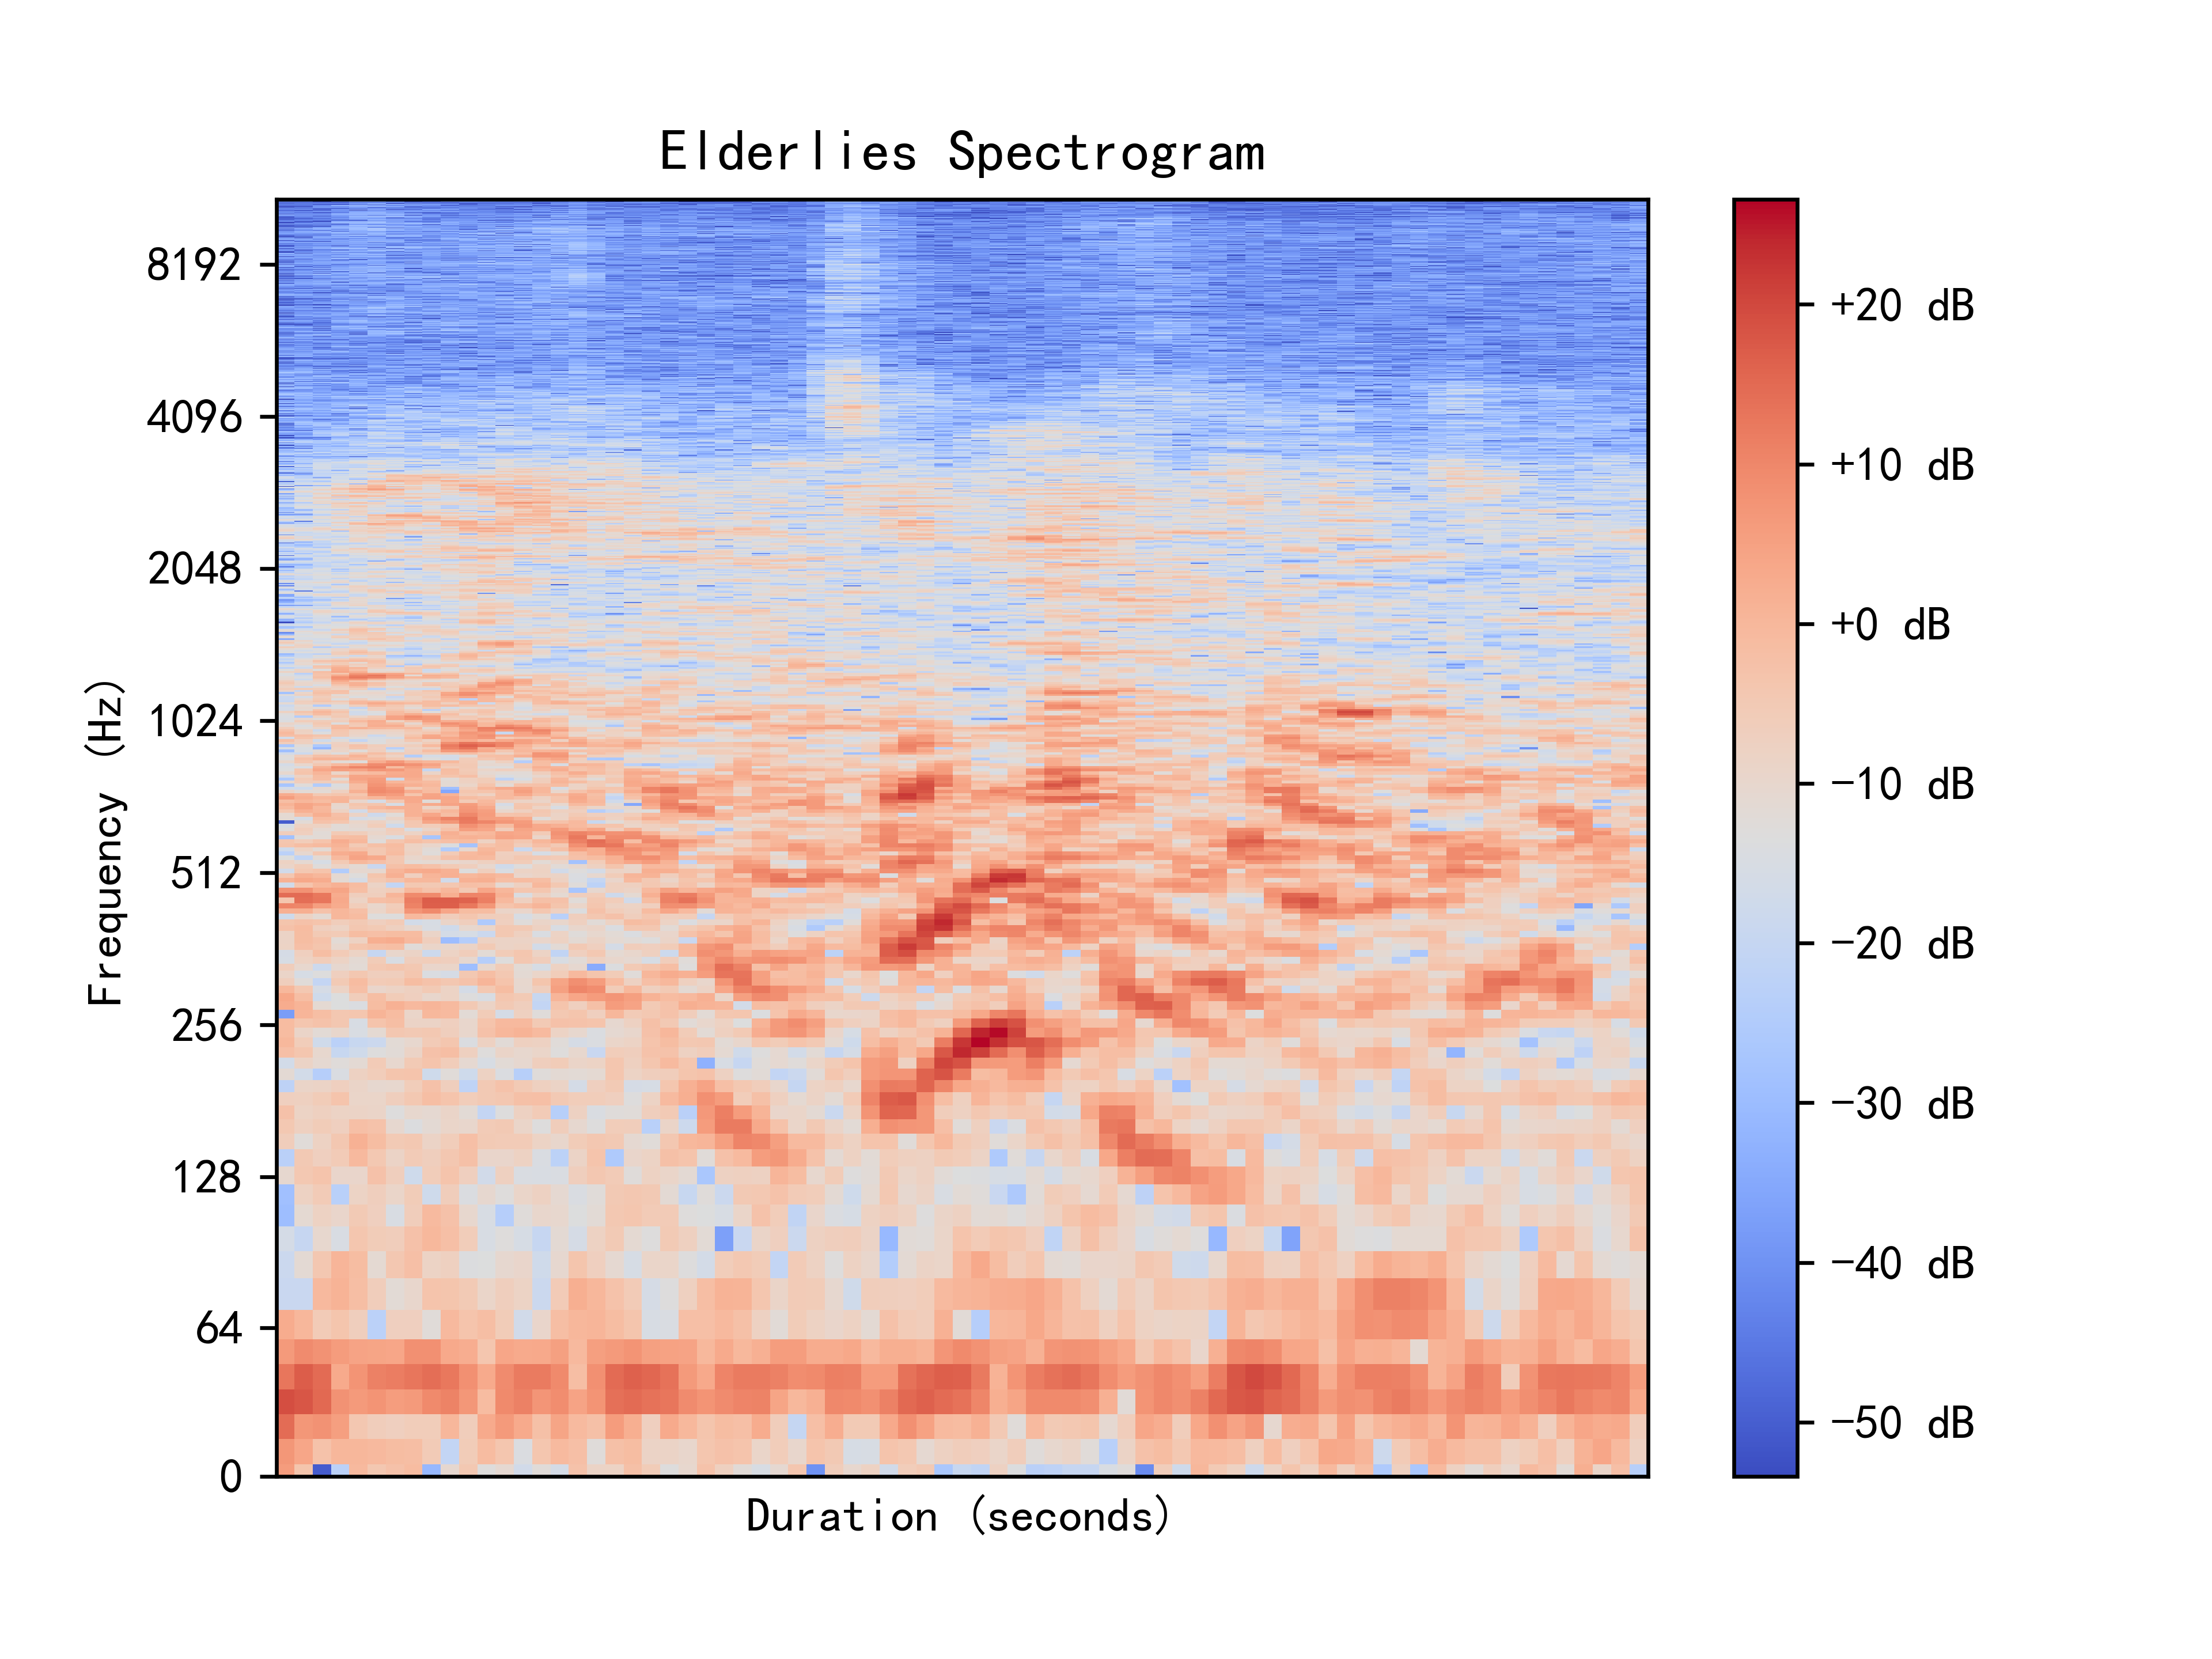 Elderlies Spectrogram
8192
4096
2048
1024
512
256
128
64
0
Frequency (Hz)
Duration (seconds)
+20 dB
+10 dB
+0 dB
−10 dB
−20 dB
−30 dB
−40 dB
−50 dB